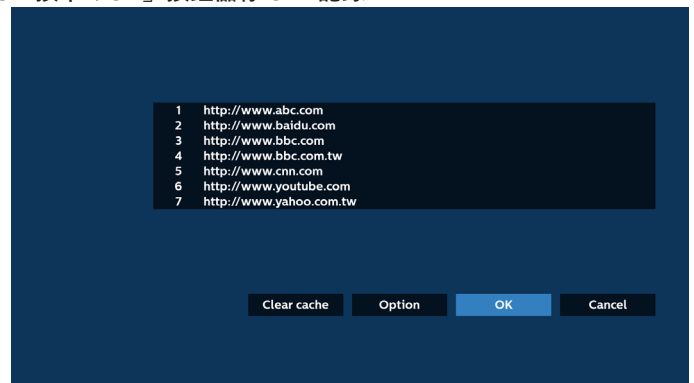 1 http://www.abc.com
2 http://www.baidu.com
3 http://www.bbc.com
4 http://www.bbc.com.tw
5 http://www.cnn.com
6 http://www.youtube.com
7 http://www.yahoo.com.tw
Clear cache Option OK Cancel